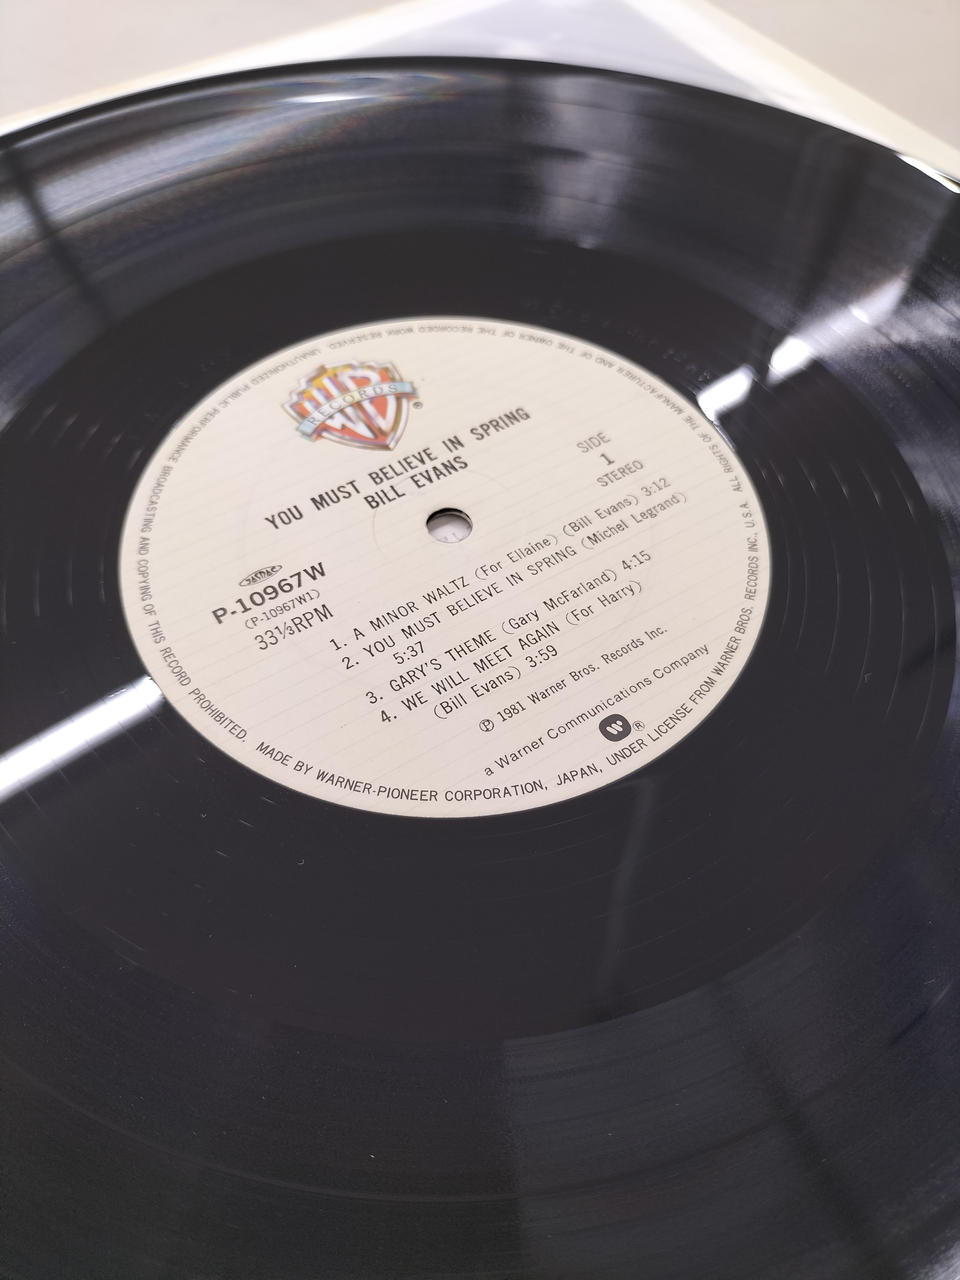 RECORDS
®
YOU MUST BELIEVE IN SPRING
BILL EVANS
SIDE
1
STEREO
JASRAC
P-10967W
(P-10967W1)
33⅓RPM
1. A MINOR WALTZ (For Ellaine) (Bill Evans) 3:12
2. YOU MUST BELIEVE IN SPRING (Michel Legrand)
5:37
3. GARY'S THEME (Gary McFarland) 4:15
4. WE WILL MEET AGAIN (For Harry)
(Bill Evans) 3:59
℗ 1981 Warner Bros. Records Inc.
a Warner Communications Company
®
MADE BY WARNER-PIONEER CORPORATION, JAPAN, UNDER LICENSE FROM WARNER BROS. RECORDS INC., U.S.A. ALL RIGHTS OF THE MANUFACTURER AND OF THE OWNER OF THE RECORDED WORK RESERVED. UNAUTHORIZED PUBLIC PERFORMANCE BROADCASTING AND COPYING OF THIS RECORD PROHIBITED.